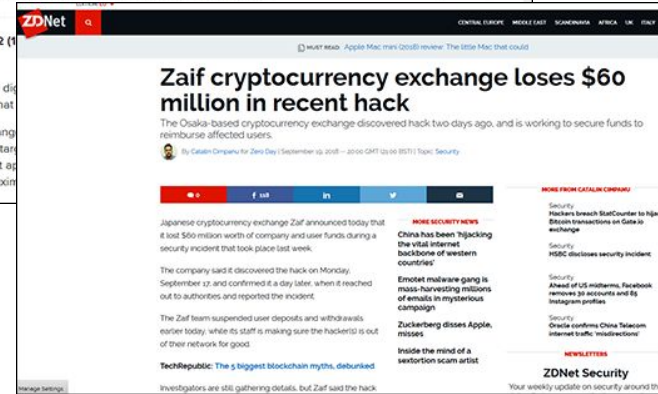 ZDNet
CENTRAL EUROPE MIDDLE EAST SCANDINAVIA AFRICA UK ITALY
2 (1
dig
hat
ang
targ
t ap
oxim
MUST READ: Apple Mac mini (2018) review: The little Mac that could
Zaif cryptocurrency exchange loses $60
million in recent hack
The Osaka-based cryptocurrency exchange discovered hack two days ago, and is working to secure funds to
reimburse affected users.
By Catalin Cimpanu for Zero Day | September 19, 2018 -- 20:00 GMT (21:00 BST) | Topic: Security
0
f 118
in
Japanese cryptocurrency exchange Zaif announced today that
it lost $60 million worth of company and user funds during a
security incident that took place last week.
The company said it discovered the hack on Monday,
September 17, and confirmed it a day later, when it reached
out to authorities and reported the incident.
The Zaif team suspended user deposits and withdrawals
earlier today, while its staff is making sure the hacker(s) is out
of their network for good.
TechRepublic: The 5 biggest blockchain myths, debunked
Investigators are still gathering details, but Zaif said the hack
MORE SECURITY NEWS
China has been 'hijacking
the vital internet
backbone of western
countries'
Emotet malware gang is
mass-harvesting millions
of emails in mysterious
campaign
Zuckerberg disses Apple,
misses
Inside the mind of a
sextortion scam artist
MORE FROM CATALIN CIMPANU
Security
Hackers breach StatCounter to hija
Bitcoin transactions on Gate.io
exchange
Security
HSBC discloses security incident
Security
Ahead of US midterms, Facebook
removes 30 accounts and 85
Instagram profiles
Security
Oracle confirms China Telecom
internet traffic 'misdirections'
NEWSLETTERS
ZDNet Security
Your weekly update on security around th
Manage Settings